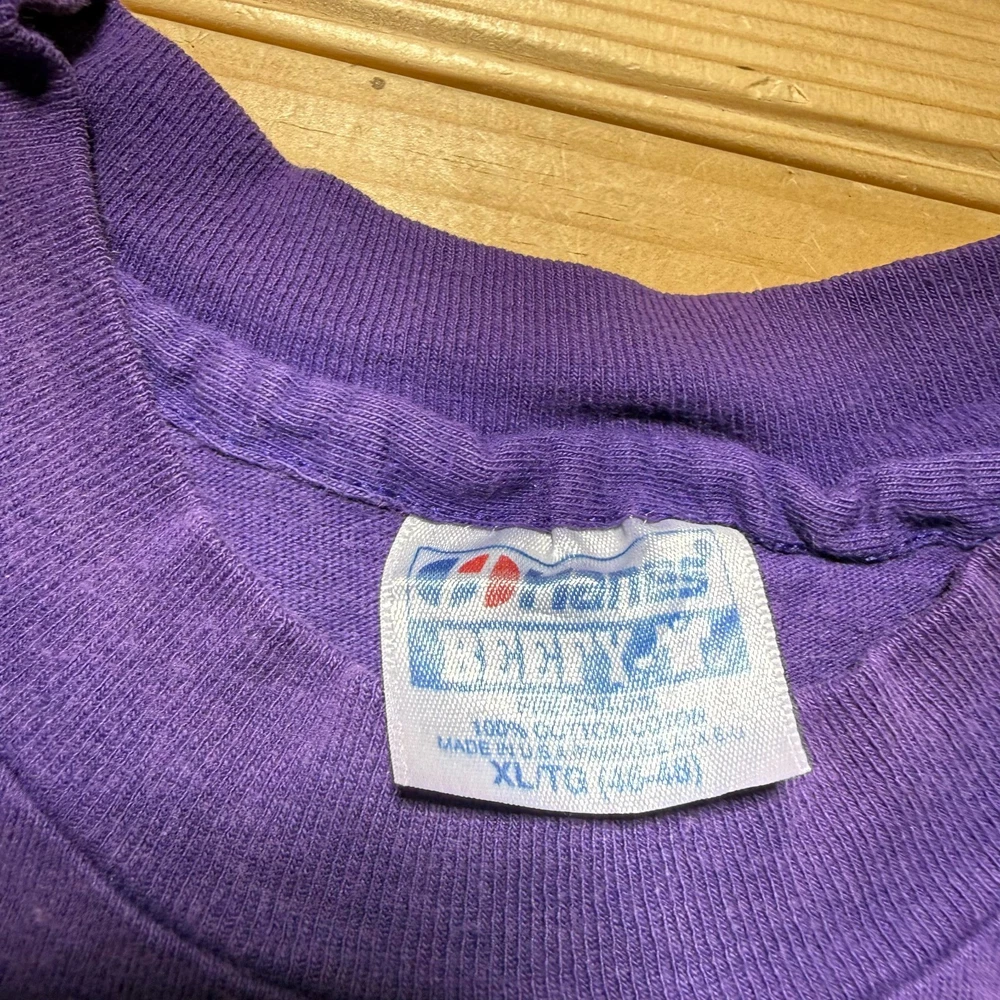 Hanes
BEEFY-T
100% COTTON
MADE IN U.S.A.
XL/TG (46-48)